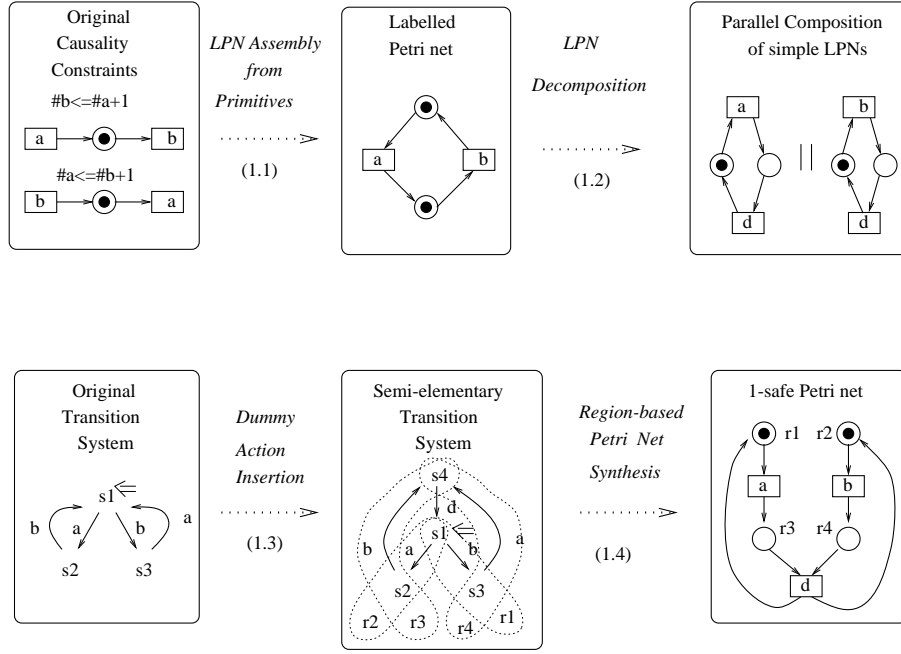 Original
Causality
Constraints
#b<=#a+1
a
b
#a<=#b+1
b
a
LPN Assembly
from
Primitives
(1.1)
Labelled
Petri net
a
b
LPN
Decomposition
(1.2)
Parallel Composition
of simple LPNs
a
b
||
d
d
Original
Transition
System
s1
b
a
b
a
s2
s3
Dummy
Action
Insertion
(1.3)
Semi-elementary
Transition
System
s4
d
s1
b
a
b
a
s2
s3
r2
r3
r4
r1
Region-based
Petri Net
Synthesis
(1.4)
1-safe Petri net
r1
r2
a
b
r3
r4
d